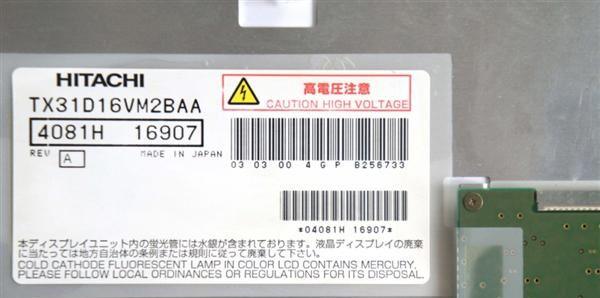 HITACHI
TX31D16VM2BAA
4081H 16907
REV A MADE IN JAPAN
高電圧注意
CAUTION HIGH VOLTAGE
03 03 00 4 G P B256733
*04081H 16907*
本ディスプレイユニット内の蛍光管には水銀が含まれております。液晶ディスプレイの廃棄
に当たっては地方自治体の条例または規則に従って廃棄して下さい。
COLD CATHODE FLUORESCENT LAMP IN COLOR LCD CONTAINS MERCURY,
PLEASE FOLLOW LOCAL ORDINANCES OR REGULATIONS FOR ITS DISPOSAL.